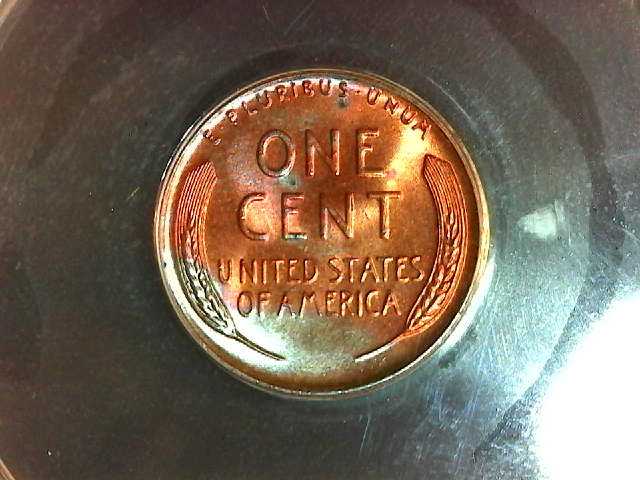 E·PLURIBUS·UNUM
ONE
CENT
UNITED STATES
OF AMERICA